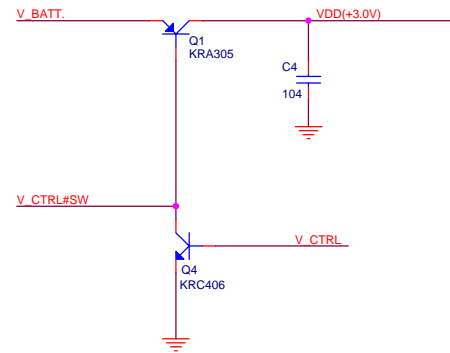 V_BATT.
VDD(+3.0V)
Q1
KRA305
C4
104
V_CTRL#SW
V_CTRL
Q4
KRC406